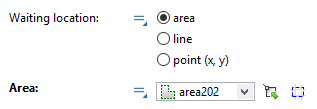 Waiting location:
area
line
point (x, y)
Area:
area202